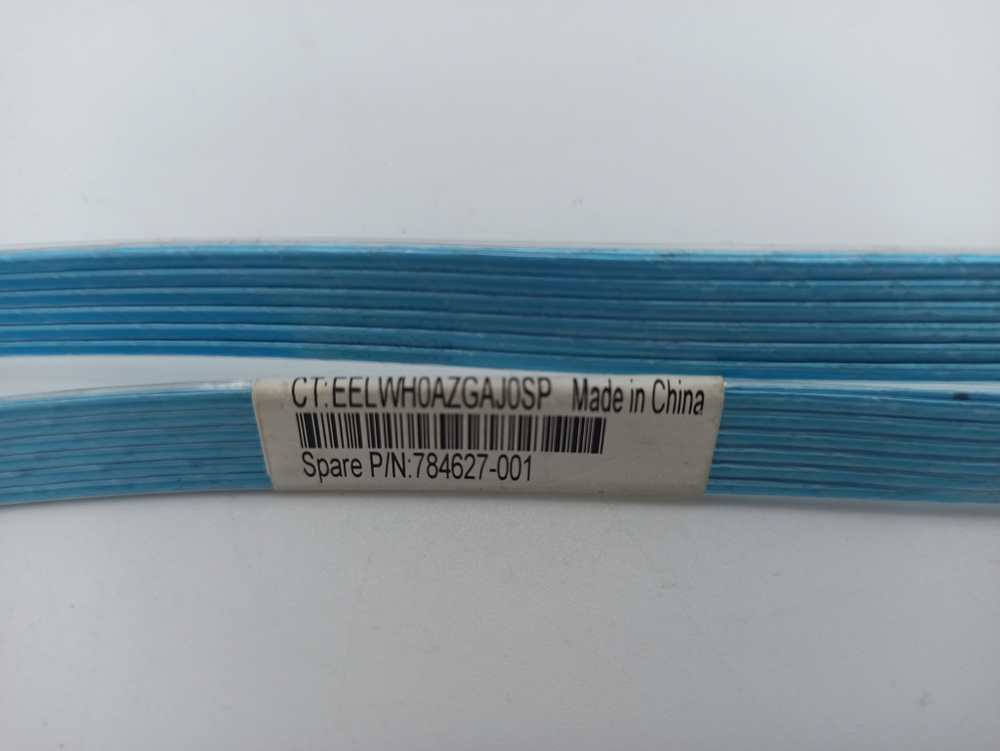 CT:EELWH0AZGAJ0SP Made in China
Spare P/N:784627-001